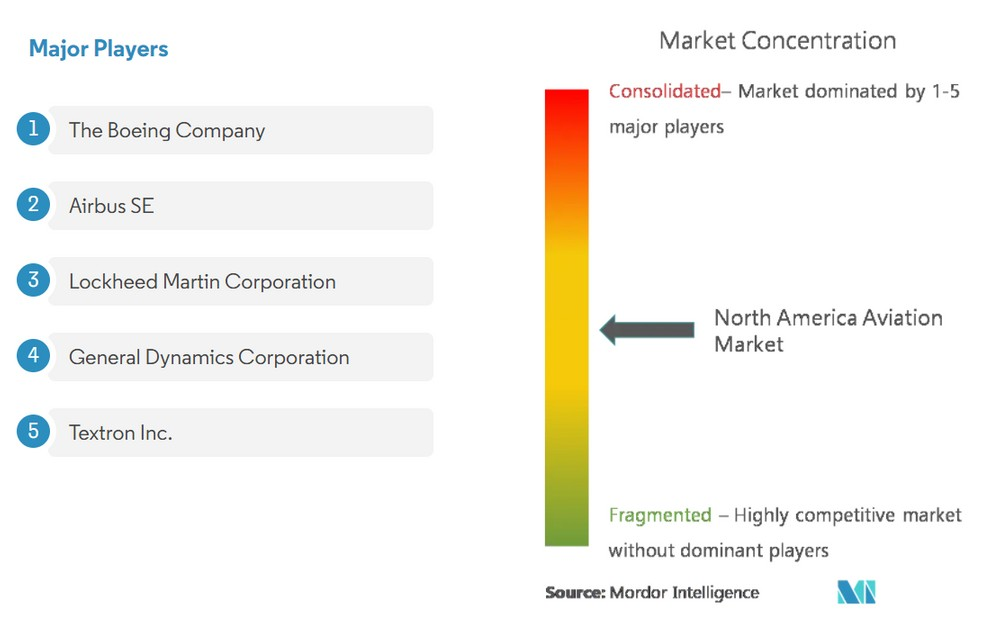 Major Players
1 The Boeing Company
2 Airbus SE
3 Lockheed Martin Corporation
4 General Dynamics Corporation
5 Textron Inc.
Market Concentration
Consolidated– Market dominated by 1-5
major players
North America Aviation
Market
Fragmented – Highly competitive market
without dominant players
Source: Mordor Intelligence